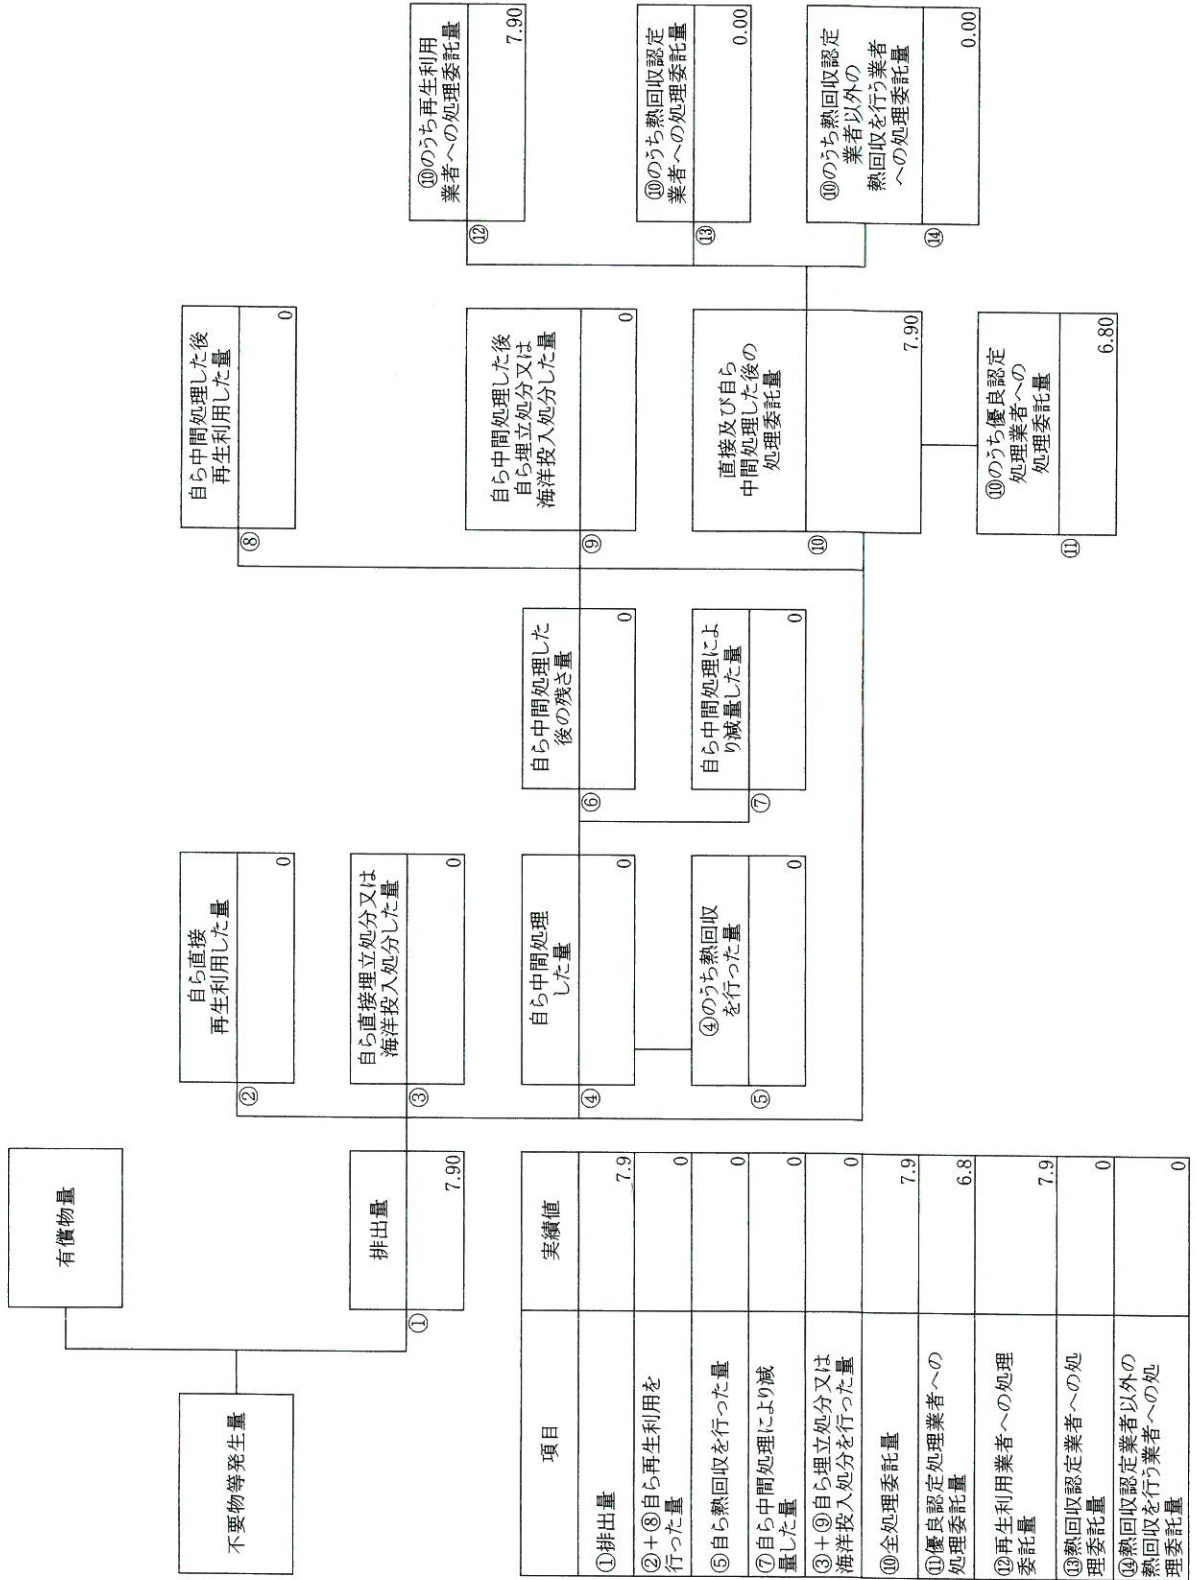 不要物等発生量
有償物量
①
排出量
7.90
②
自ら直接
再生利用した量
0
③
自ら直接埋立処分又は
海洋投入処分した量
0
④
自ら中間処理
した量
0
⑤
④のうち熱回収
を行った量
0
⑥
自ら中間処理した
後の残さ量
0
⑦
自ら中間処理によ
り減量した量
0
⑧
自ら中間処理した後
再生利用した量
0
⑨
自ら中間処理した後
自ら埋立処分又は
海洋投入処分した量
0
⑩
直接及び自ら
中間処理した後の
処理委託量
7.90
⑪
⑩のうち優良認定
処理業者への
処理委託量
6.80
⑫
⑩のうち再生利用
業者への処理委託量
7.90
⑬
⑩のうち熱回収認定
業者への処理委託量
0.00
⑭
⑩のうち熱回収認定
業者以外の
熱回収を行う業者
への処理委託量
0.00
項目
実績値
①排出量
7.9
②+⑧自ら再生利用を
行った量
0
⑤自ら熱回収を行った量
0
⑦自ら中間処理により減
量した量
0
③+⑨自ら埋立処分又は
海洋投入処分を行った量
0
⑩全処理委託量
7.9
⑪優良認定処理業者への
処理委託量
6.8
⑫再生利用業者への処理
委託量
7.9
⑬熱回収認定業者への処
理委託量
0
⑭熱回収認定業者以外の
熱回収を行う業者への処
理委託量
0